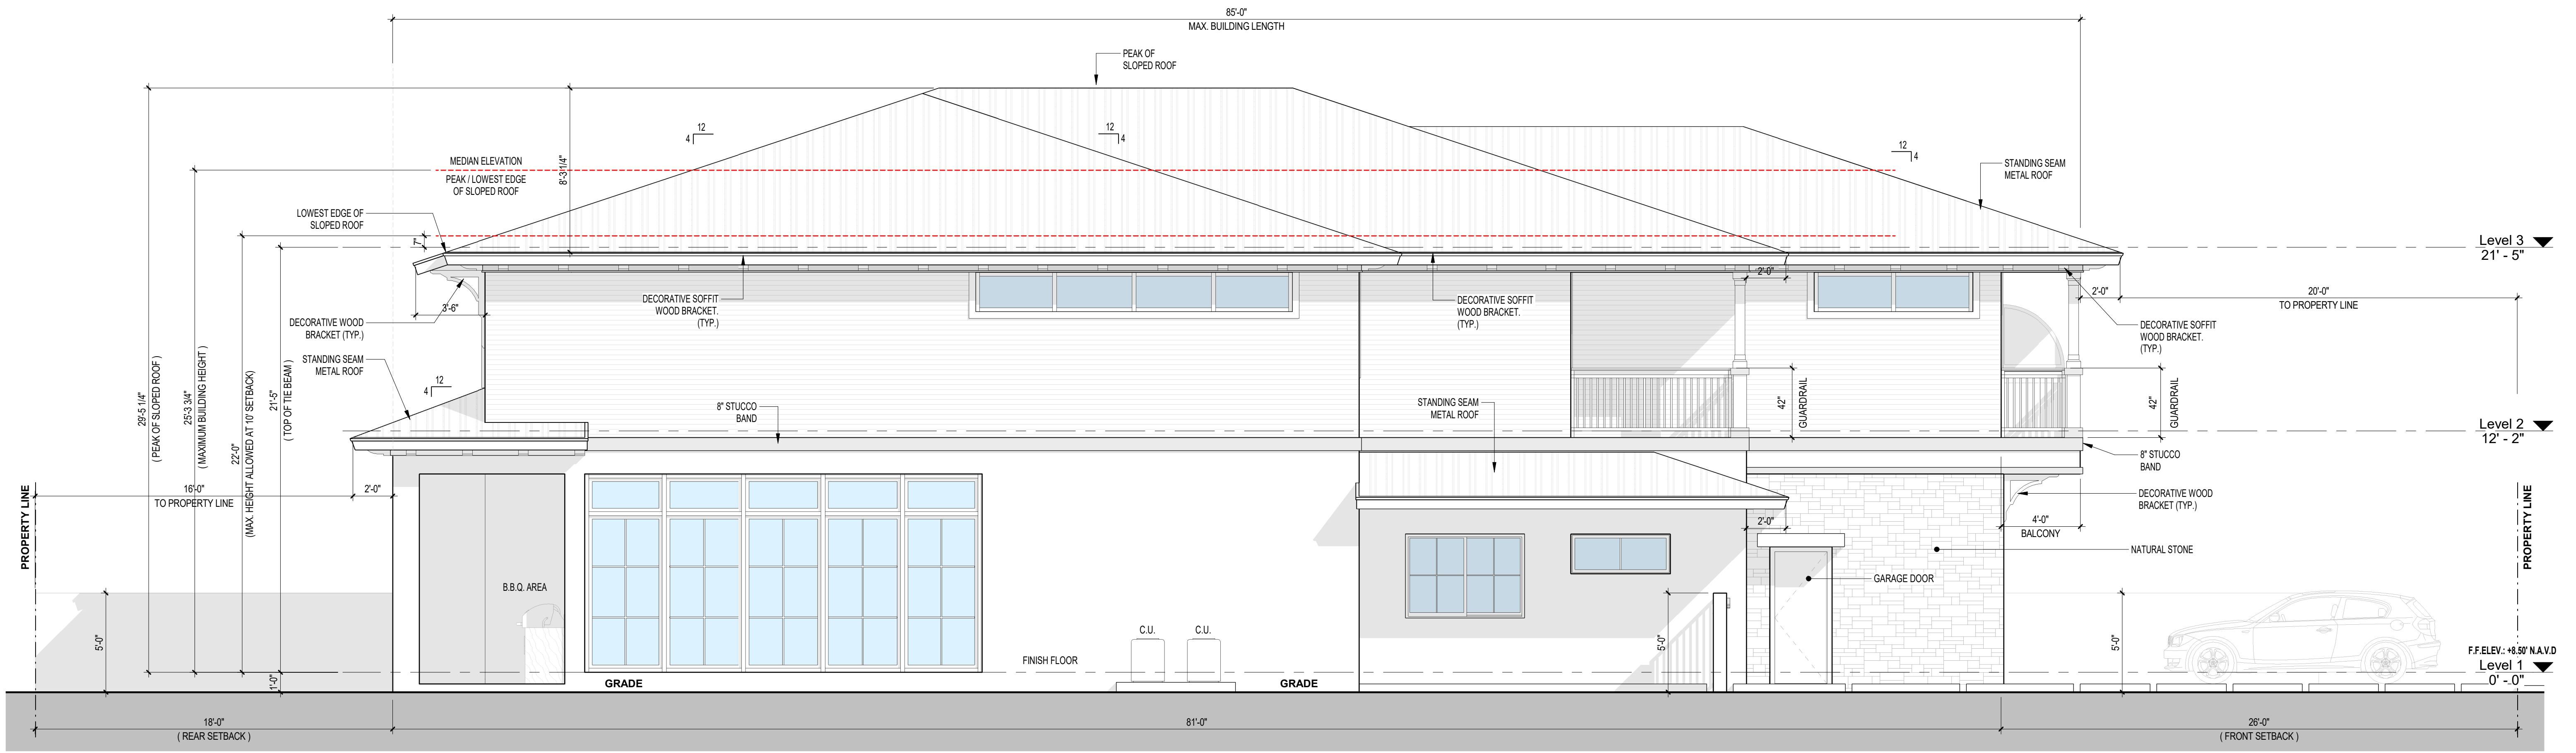 85'-0"
MAX. BUILDING LENGTH
PEAK OF
SLOPED ROOF
12
4
12
4
12
4
MEDIAN ELEVATION
PEAK / LOWEST EDGE
OF SLOPED ROOF
8'-3 1/4"
STANDING SEAM
METAL ROOF
LOWEST EDGE OF
SLOPED ROOF
7"
Level 3
21' - 5"
2'-0"
3'-6"
DECORATIVE SOFFIT
WOOD BRACKET.
(TYP.)
DECORATIVE SOFFIT
WOOD BRACKET.
(TYP.)
2'-0"
20'-0"
TO PROPERTY LINE
DECORATIVE WOOD
BRACKET (TYP.)
DECORATIVE SOFFIT
WOOD BRACKET.
(TYP.)
STANDING SEAM
METAL ROOF
12
4
29'-5 1/4"
( PEAK OF SLOPED ROOF )
25'-3 3/4"
( MAXIMUM BUILDING HEIGHT )
22'-0"
(MAX. HEIGHT ALLOWED AT 10' SETBACK)
21'-5"
( TOP OF TIE BEAM )
8" STUCCO
BAND
STANDING SEAM
METAL ROOF
42"
GUARDRAIL
42"
GUARDRAIL
Level 2
12' - 2"
8" STUCCO
BAND
16'-0"
TO PROPERTY LINE
2'-0"
DECORATIVE WOOD
BRACKET (TYP.)
2'-0"
4'-0"
BALCONY
PROPERTY LINE
PROPERTY LINE
NATURAL STONE
GARAGE DOOR
B.B.Q. AREA
5'-0"
C.U.
C.U.
5'-0"
5'-0"
FINISH FLOOR
F.F.ELEV.: +8.50' N.A.V.D
Level 1
0' - 0"
1'-0"
GRADE
GRADE
18'-0"
( REAR SETBACK )
81'-0"
26'-0"
( FRONT SETBACK )